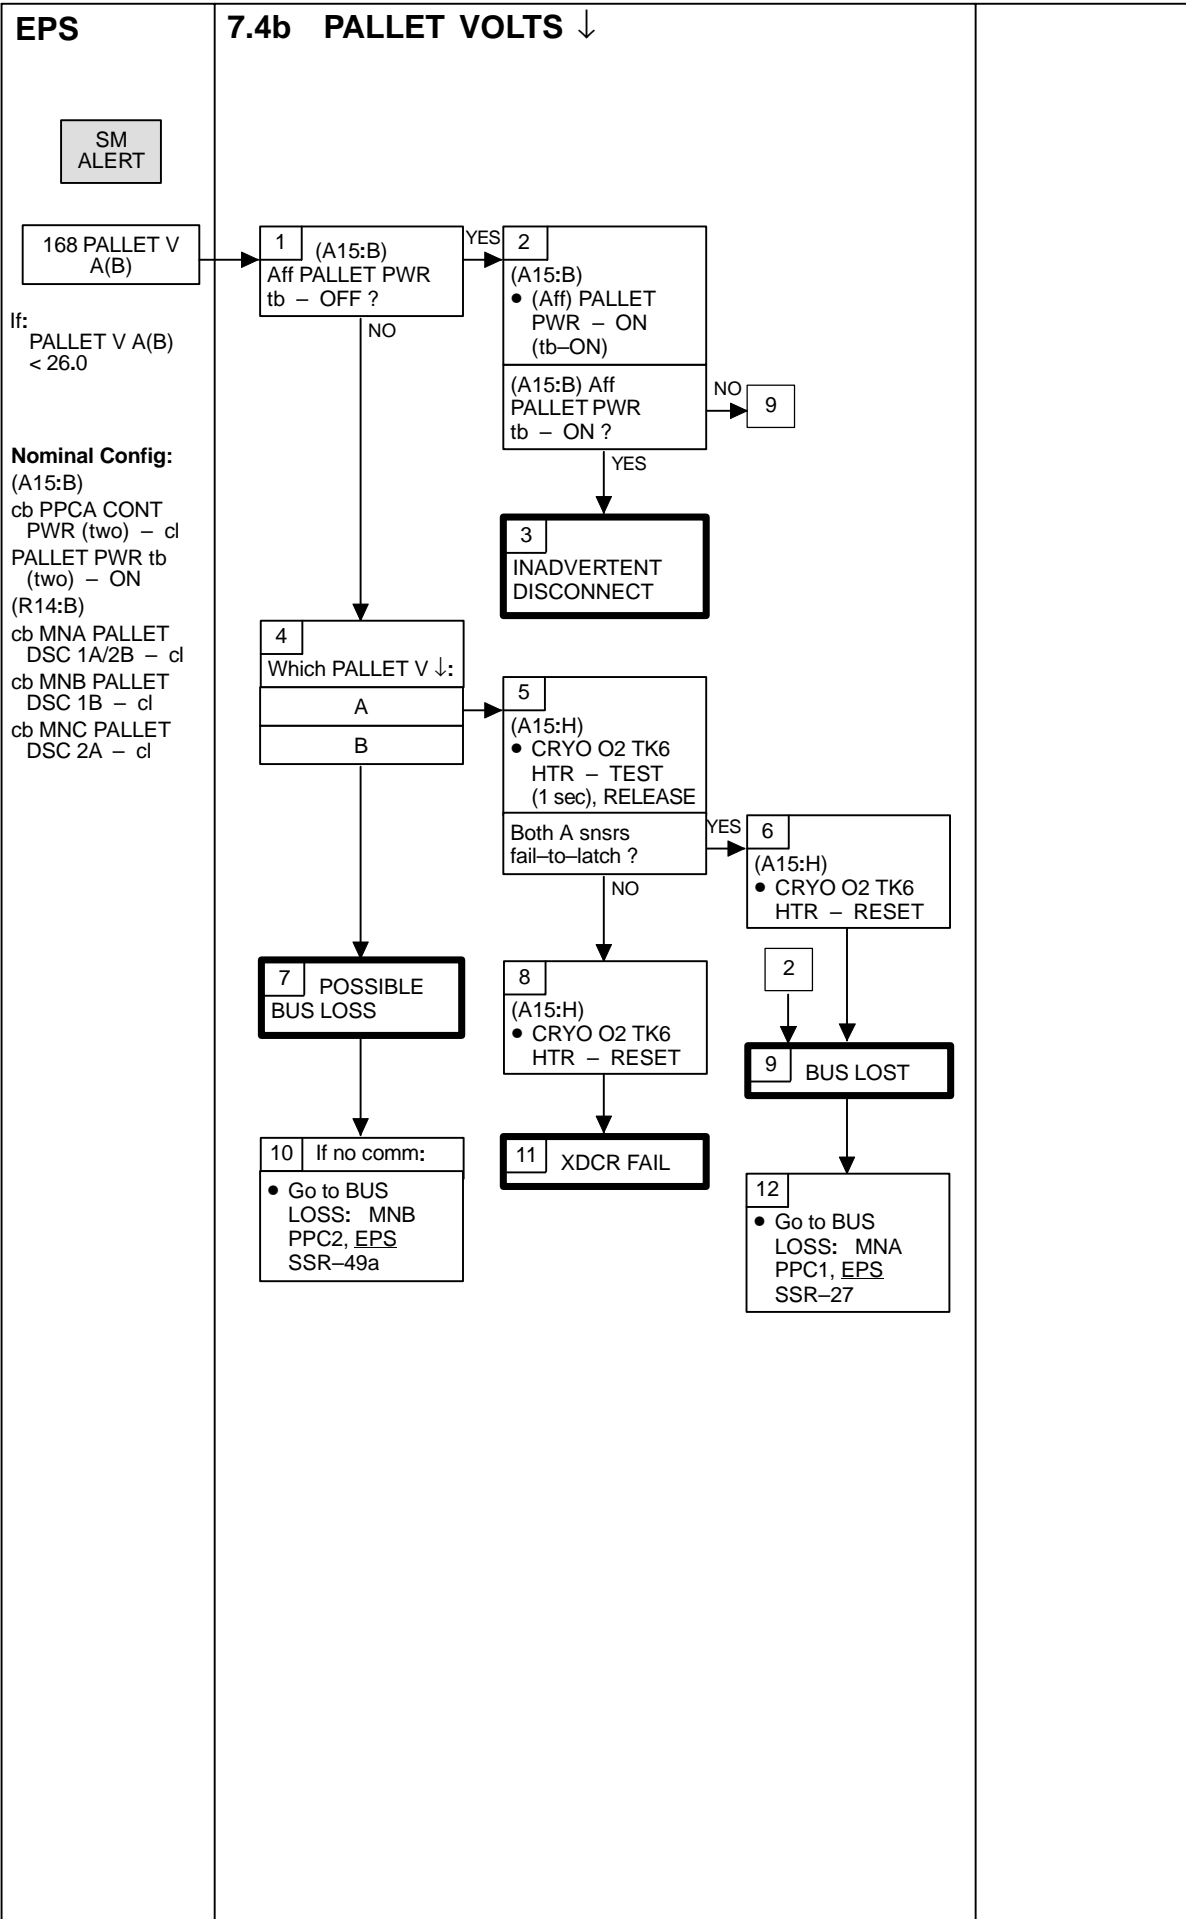 EPS
7.4b PALLET VOLTS ↓
SM
ALERT
168 PALLET V
A(B)
If:
PALLET V A(B)
< 26.0
Nominal Config:
(A15:B)
cb PPCA CONT
PWR (two) – cl
PALLET PWR tb
(two) – ON
(R14:B)
cb MNA PALLET
DSC 1A/2B – cl
cb MNB PALLET
DSC 1B – cl
cb MNC PALLET
DSC 2A – cl
1
(A15:B)
Aff PALLET PWR
tb – OFF ?
YES
NO
2
(A15:B)
• (Aff) PALLET
PWR – ON
(tb–ON)
(A15:B) Aff
PALLET PWR
tb – ON ?
NO
9
YES
3
INADVERTENT
DISCONNECT
4
Which PALLET V ↓:
A
B
5
(A15:H)
• CRYO O2 TK6
HTR – TEST
(1 sec), RELEASE
Both A snsrs
fail–to–latch ?
YES
NO
6
(A15:H)
• CRYO O2 TK6
HTR – RESET
7
POSSIBLE
BUS LOSS
8
(A15:H)
• CRYO O2 TK6
HTR – RESET
2
9
BUS LOST
10
If no comm:
• Go to BUS
LOSS: MNB
PPC2, EPS
SSR–49a
11
XDCR FAIL
12
• Go to BUS
LOSS: MNA
PPC1, EPS
SSR–27